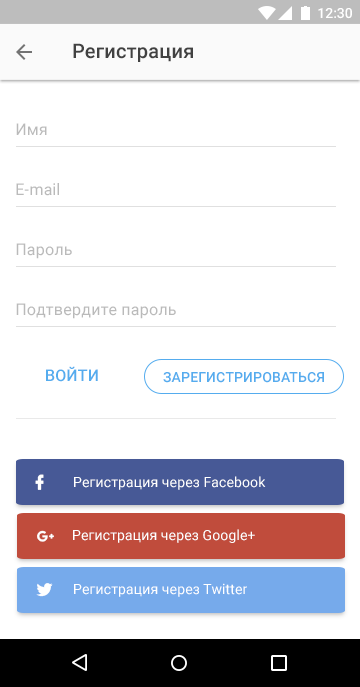 12:30
Регистрация
Имя
E-mail
Пароль
Подтвердите пароль
ВОЙТИ ЗАРЕГИСТРИРОВАТЬСЯ
Регистрация через Facebook
Регистрация через Google+
Регистрация через Twitter